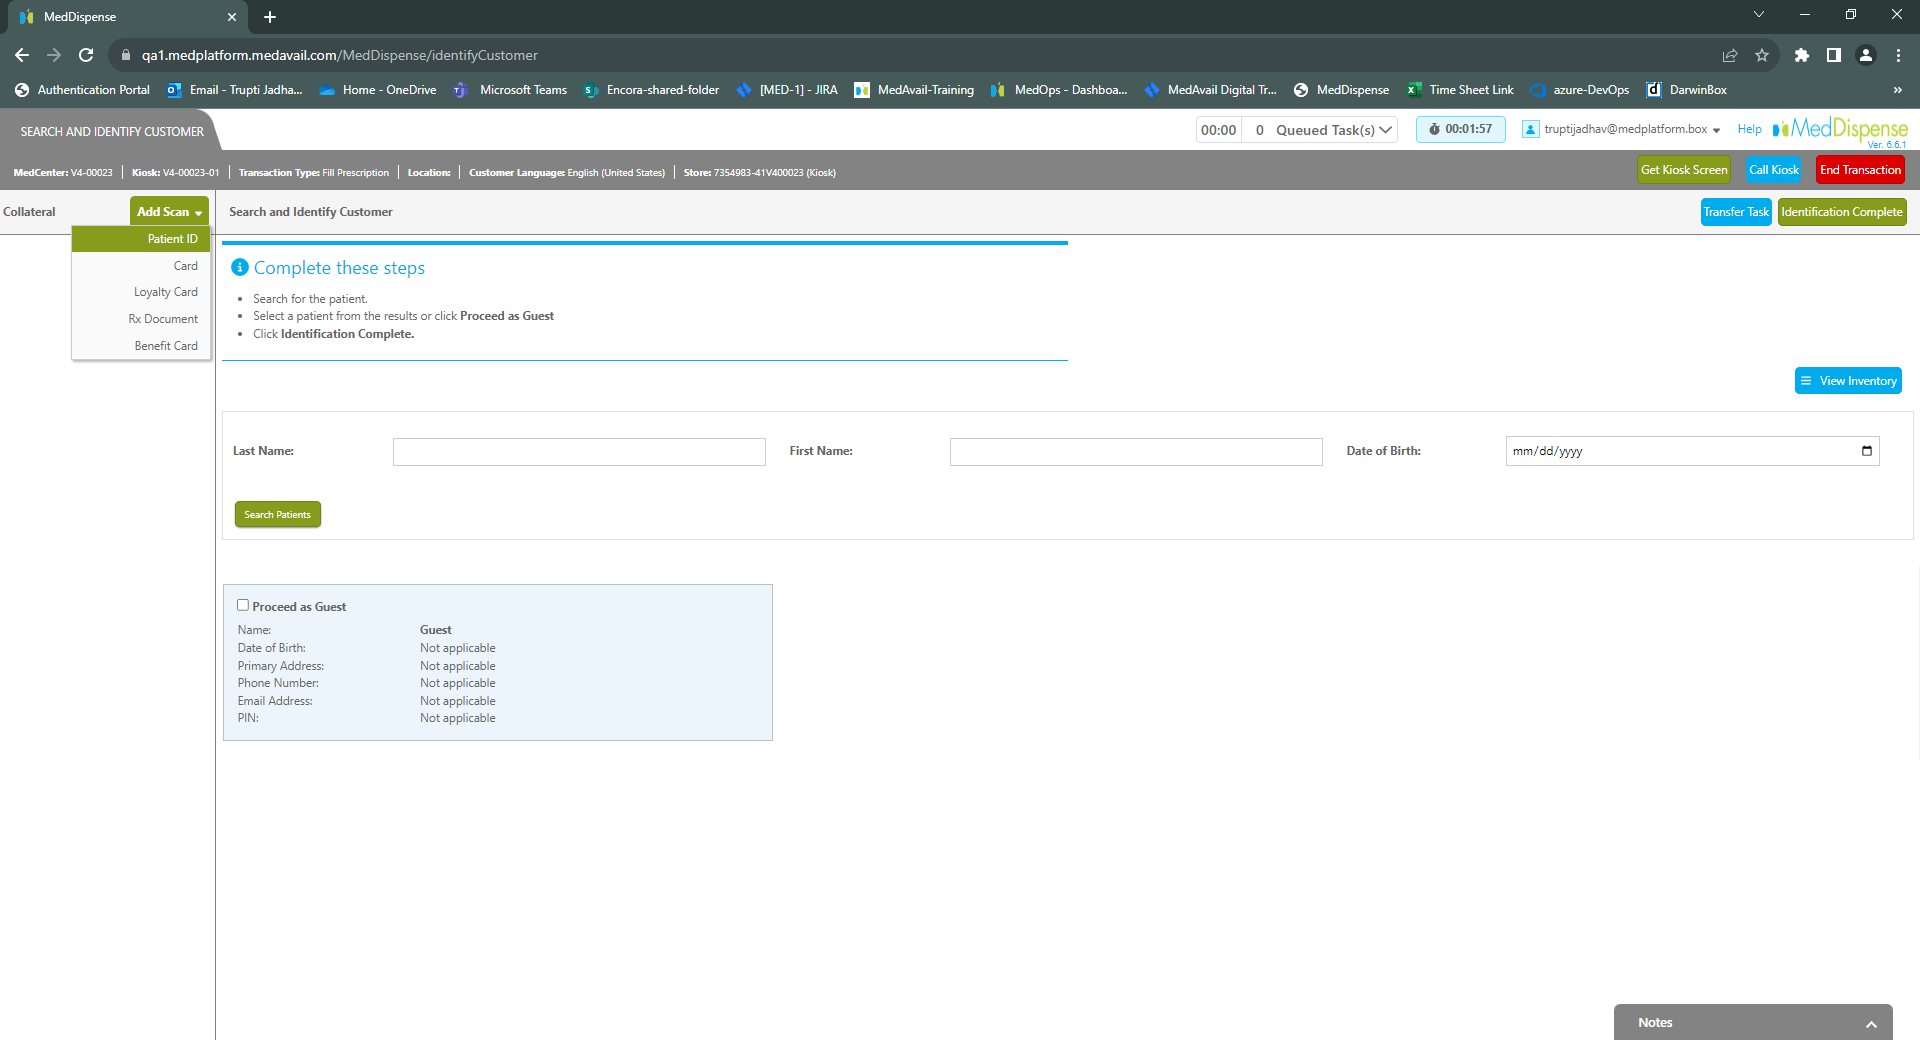 MedDispense
qa1.medplatform.medavail.com/MedDispense/identifyCustomer
Authentication Portal Email - Trupti Jadha... Home - OneDrive Microsoft Teams Encora-shared-folder [MED-1] - JIRA MedAvail-Training MedOps - Dashboa... MedAvail Digital Tr... MedDispense Time Sheet Link azure-DevOps DarwinBox »
SEARCH AND IDENTIFY CUSTOMER 00:00 0 Queued Task(s) 00:01:57 truptijadhav@medplatform.box Help MedDispense
Ver. 6.6.1
MedCenter: V4-00023 Kiosk: V4-00023-01 Transaction Type: Fill Prescription Location: Customer Language: English (United States) Store: 7354983-41V400023 (Kiosk) Get Kiosk Screen Call Kiosk End Transaction
Collateral Add Scan Search and Identify Customer Transfer Task Identification Complete
Patient ID
Card
Loyalty Card
Rx Document
Benefit Card
Complete these steps
• Search for the patient.
• Select a patient from the results or click Proceed as Guest
• Click Identification Complete.
View Inventory
Last Name: First Name: Date of Birth: mm/dd/yyyy
Search Patients
Proceed as Guest
Name: Guest
Date of Birth: Not applicable
Primary Address: Not applicable
Phone Number: Not applicable
Email Address: Not applicable
PIN: Not applicable
Notes